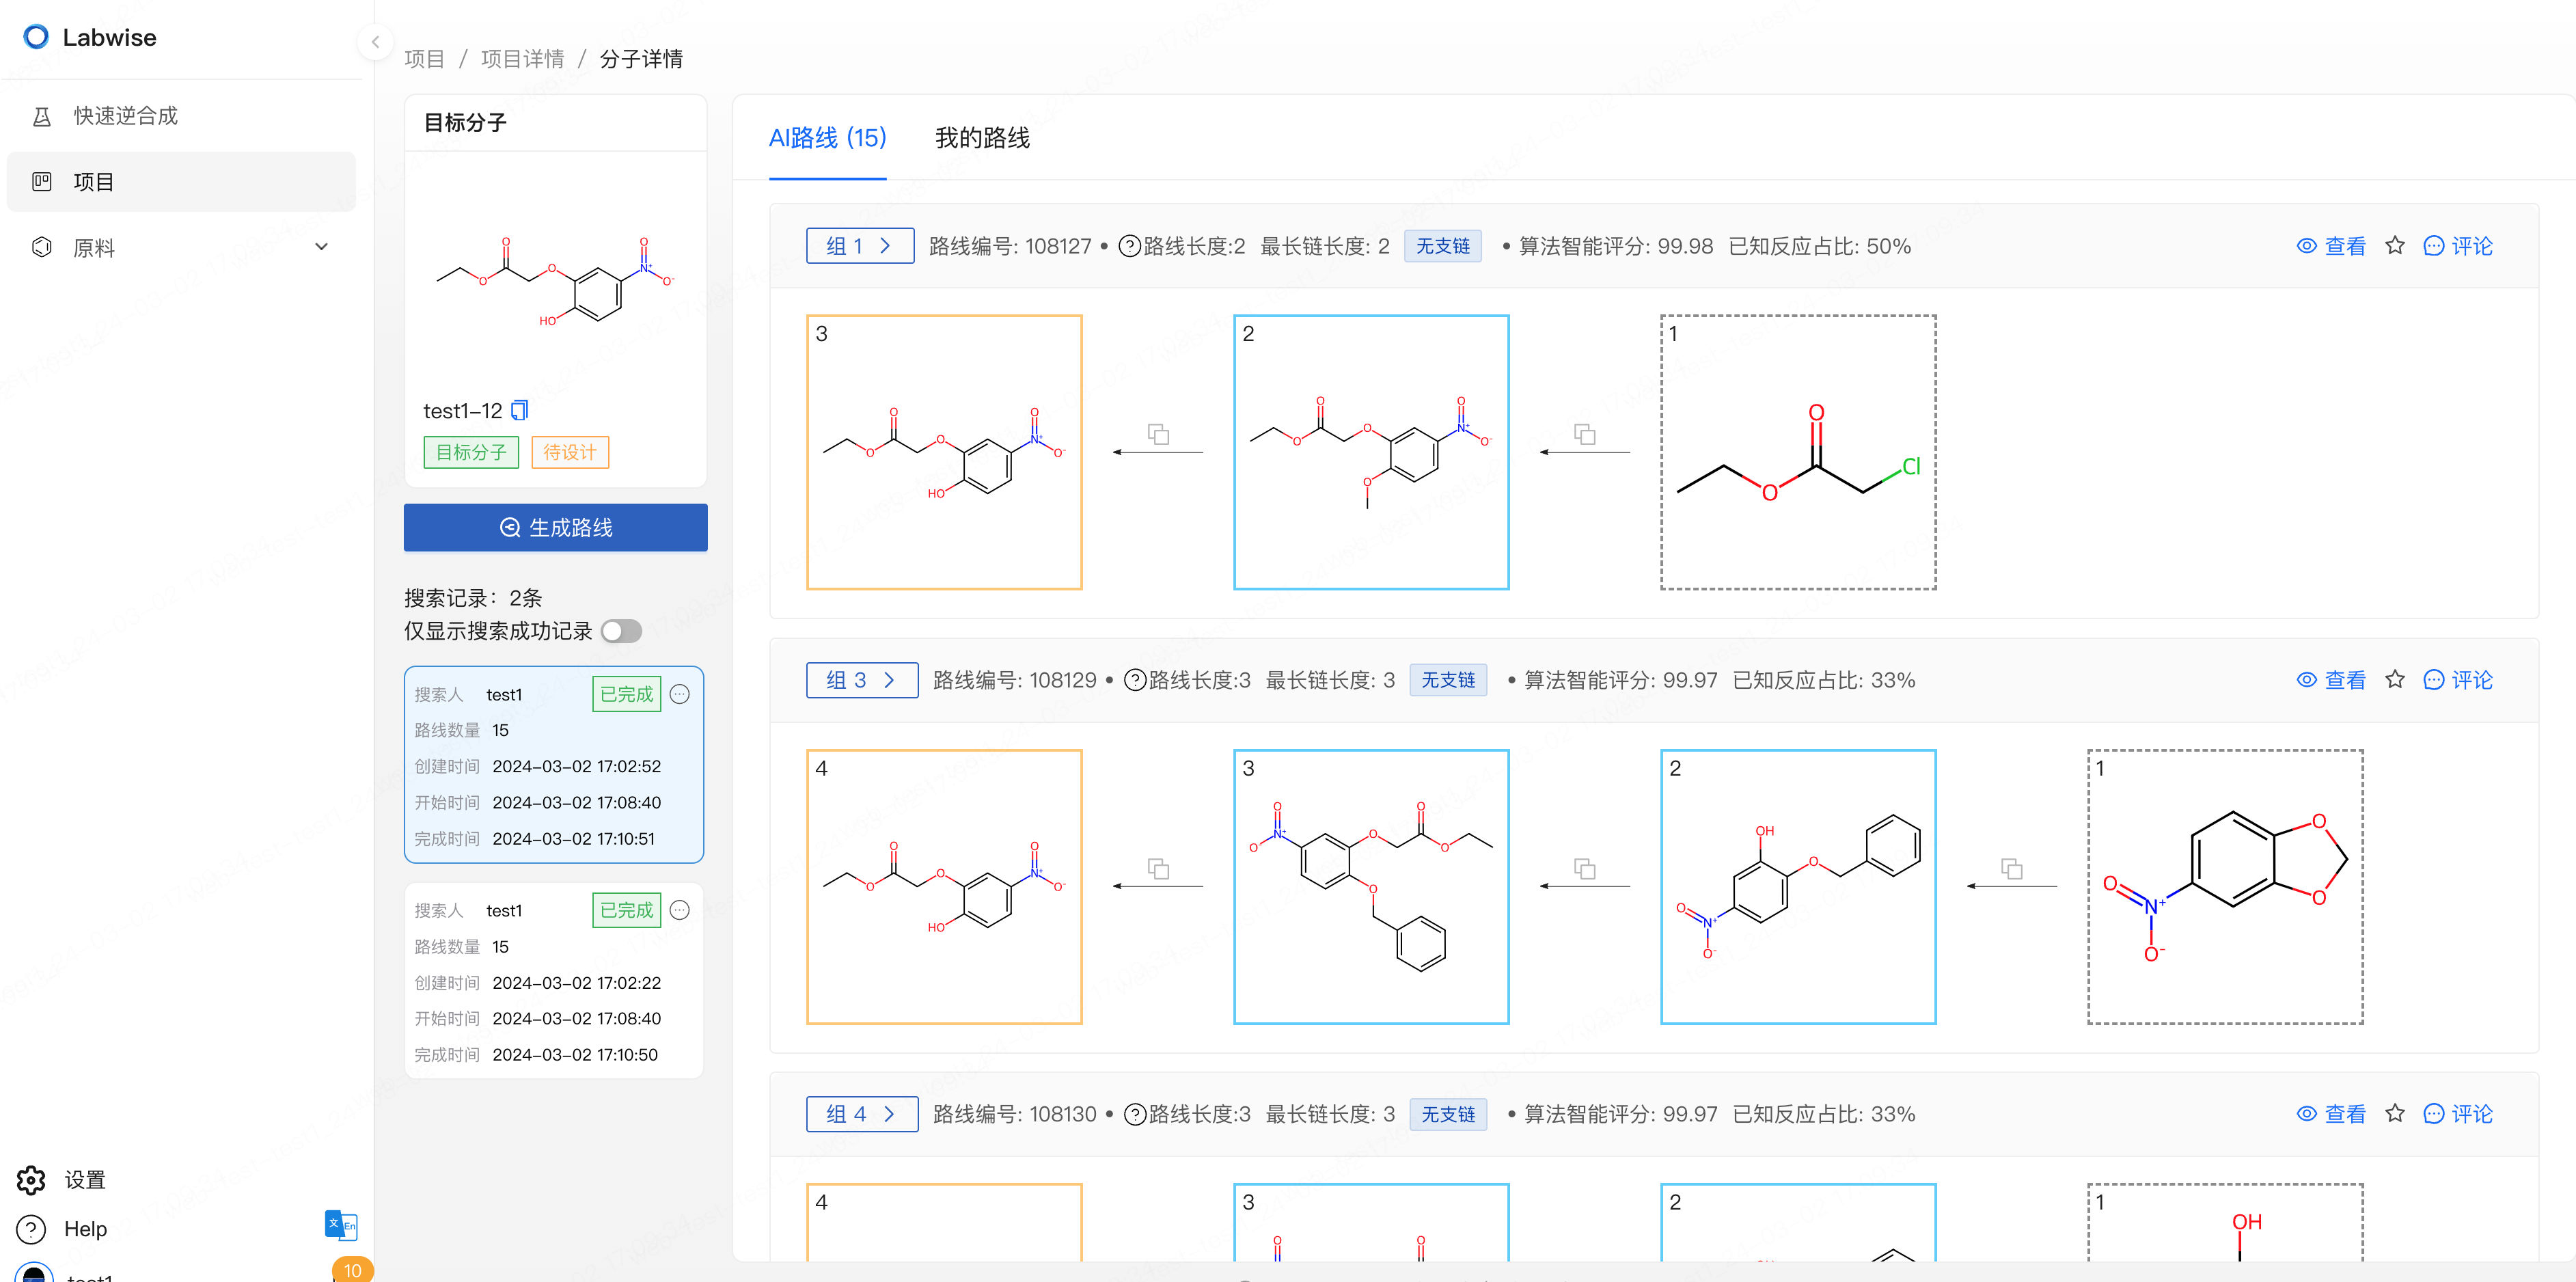 Labwise
快速逆合成
项目
原料
设置
Help
文 En
test1
10
项目 / 项目详情 / 分子详情
目标分子
O
O
O
HO
N+
O
O-
test1-12
目标分子 待设计
生成路线
搜索记录：2条
仅显示搜索成功记录
搜索人 test1 已完成
路线数量 15
创建时间 2024-03-02 17:02:52
开始时间 2024-03-02 17:08:40
完成时间 2024-03-02 17:10:51
搜索人 test1 已完成
路线数量 15
创建时间 2024-03-02 17:02:22
开始时间 2024-03-02 17:08:40
完成时间 2024-03-02 17:10:50
AI路线 (15) 我的路线
组 1 路线编号: 108127 • ?路线长度:2 最长链长度: 2 无支链 • 算法智能评分: 99.98 已知反应占比: 50% 查看 评论
3
O
O
O
HO
N+
O
O-
2
O
O
O
O
N+
O
O-
1
O
O
Cl
组 3 路线编号: 108129 • ?路线长度:3 最长链长度: 3 无支链 • 算法智能评分: 99.97 已知反应占比: 33% 查看 评论
4
O
O
O
HO
N+
O
O-
3
O
N+
O-
O
O
O
O
2
OH
O
O
N+
O-
1
O
O
O
N+
O-
组 4 路线编号: 108130 • ?路线长度:3 最长链长度: 3 无支链 • 算法智能评分: 99.97 已知反应占比: 33% 查看 评论
4
3
O
O
2
1
OH